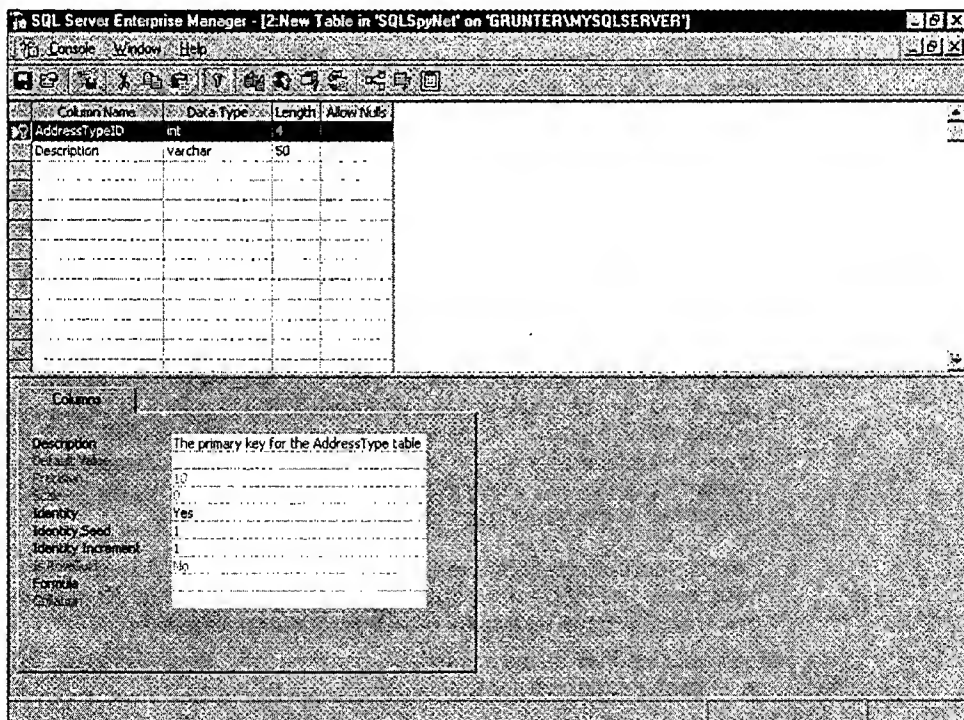 SQL Server Enterprise Manager - [2:New Table in 'SQLSpyNet' on 'GRUNTER\MYSQLSERVER']
Console Window Help
Column Name Data Type Length Allow Nulls
AddressTypeID int 4
Description varchar 50
Columns
Description The primary key for the AddressType table
Default Value
Precision 10
Scale 0
Identity Yes
Identity Seed 1
Identity Increment 1
Is RowGuid No
Formula
Collation